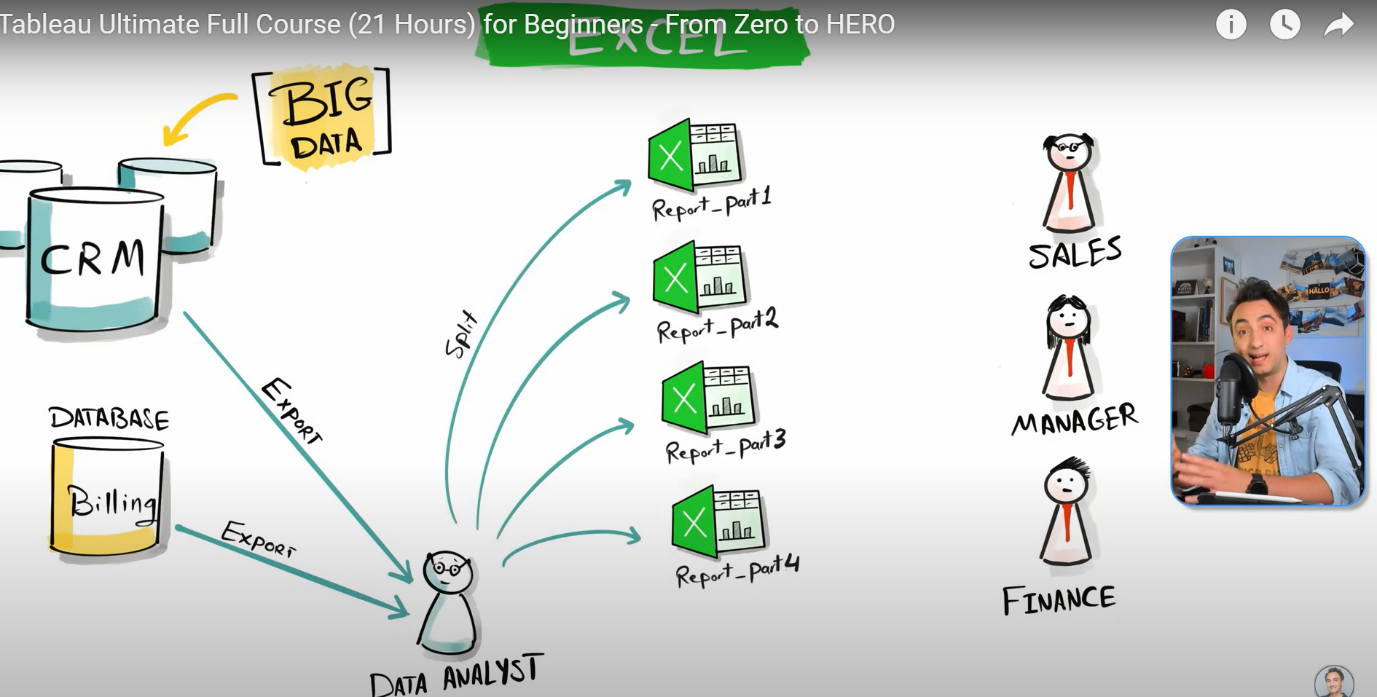 Tableau Ultimate Full Course (21 Hours) for Beginners - From Zero to HERO
EXCEL
BIG
DATA
CRM
DATABASE
Billing
EXPORT
EXPORT
DATA ANALYST
Split
Report_Part1
Report_Part2
Report_Part3
Report_Part4
SALES
MANAGER
FINANCE
HALLO